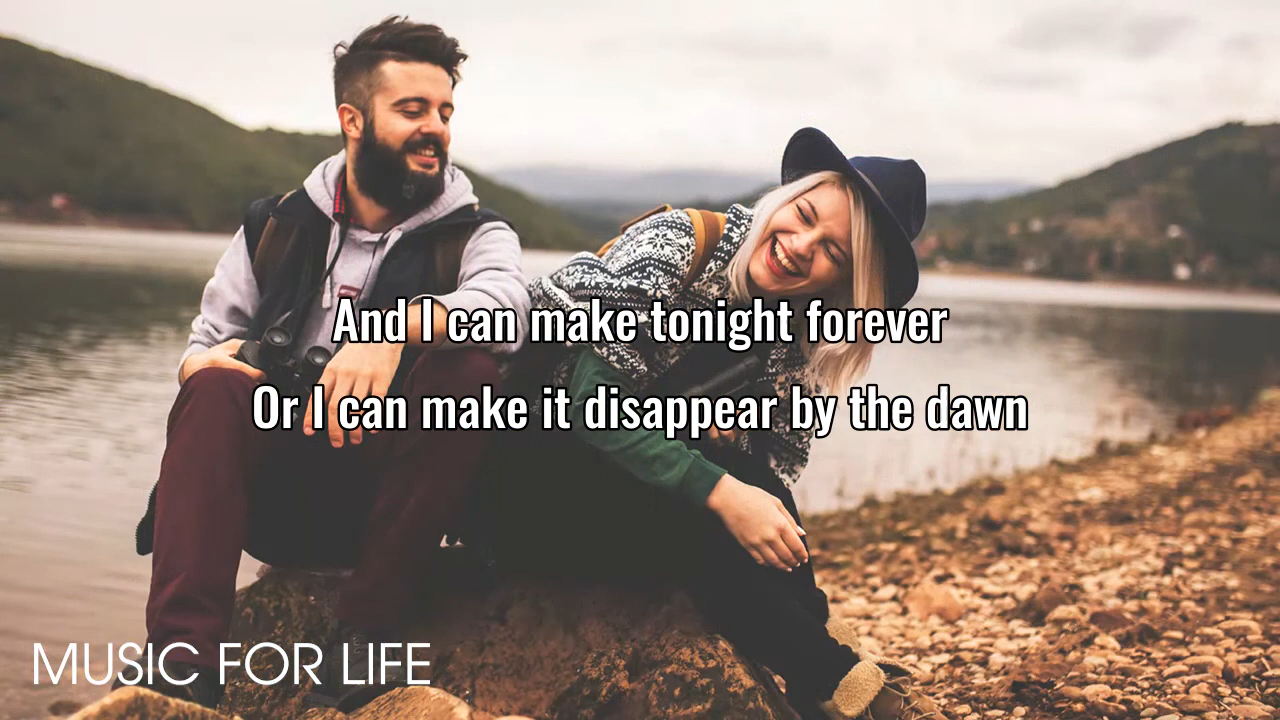 And I can make tonight forever
Or I can make it disappear by the dawn
MUSIC FOR LIFE